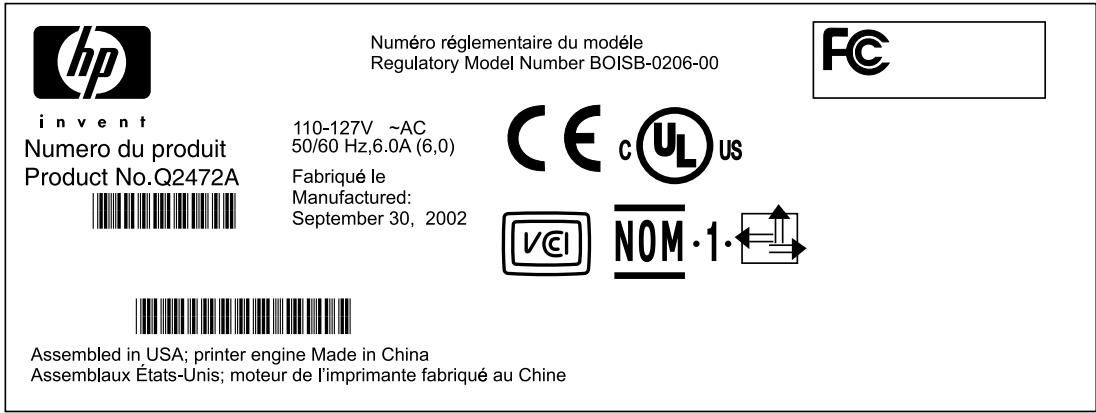 hp
invent
Numero du produit
Product No.Q2472A
Numéro réglementaire du modéle
Regulatory Model Number BOISB-0206-00
110-127V ~AC
50/60 Hz,6.0A (6,0)
Fabriqué le
Manufactured:
September 30, 2002
FC
CE
C UL US
VCI
NOM·1·
Assembled in USA; printer engine Made in China
Assemblaux États-Unis; moteur de l'imprimante fabriqué au Chine